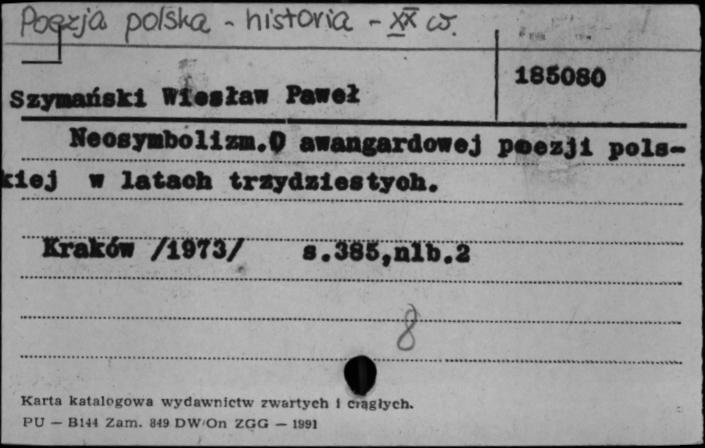 Poezja polska - historia - XX w.
185080
Szymański Wiesław Paweł
Neosymbolizm.O awangardowej poezji pols-
kiej w latach trzydziestych.
Kraków /1973/ s.385,nlb.2
8
Karta katalogowa wydawnictw zwartych i ciągłych.
PU — B144 Zam. 849 DW/On ZGG — 1991